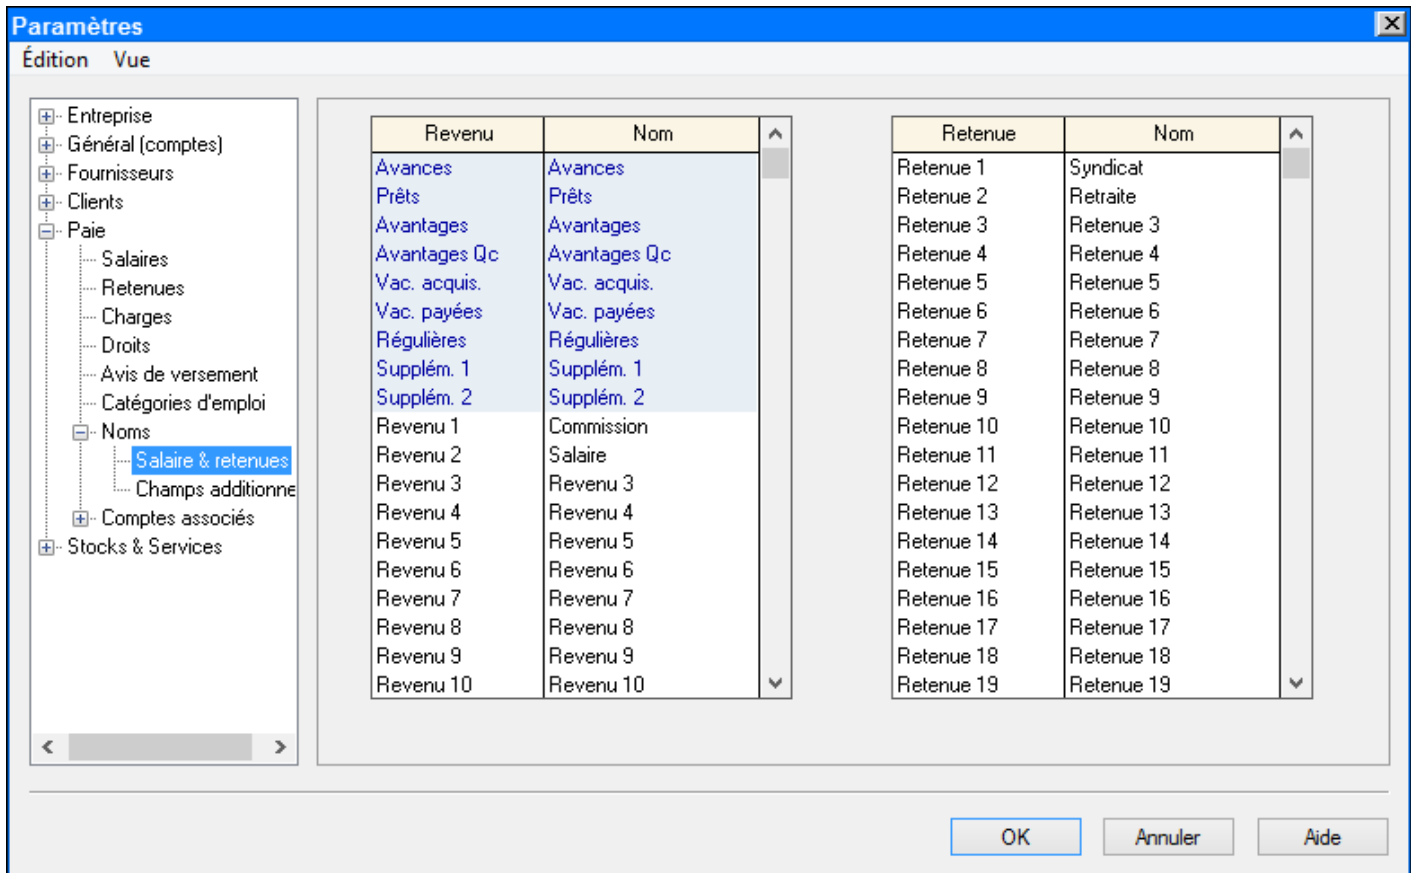 Paramètres
Édition Vue
Entreprise
Général (comptes)
Fournisseurs
Clients
Paie
Salaires
Retenues
Charges
Droits
Avis de versement
Catégories d'emploi
Noms
Salaire & retenues
Champs additionne
Comptes associés
Stocks & Services
Revenu Nom
Avances Avances
Prêts Prêts
Avantages Avantages
Avantages Qc Avantages Qc
Vac. acquis. Vac. acquis.
Vac. payées Vac. payées
Régulières Régulières
Supplém. 1 Supplém. 1
Supplém. 2 Supplém. 2
Revenu 1 Commission
Revenu 2 Salaire
Revenu 3 Revenu 3
Revenu 4 Revenu 4
Revenu 5 Revenu 5
Revenu 6 Revenu 6
Revenu 7 Revenu 7
Revenu 8 Revenu 8
Revenu 9 Revenu 9
Revenu 10 Revenu 10
Retenue Nom
Retenue 1 Syndicat
Retenue 2 Retraite
Retenue 3 Retenue 3
Retenue 4 Retenue 4
Retenue 5 Retenue 5
Retenue 6 Retenue 6
Retenue 7 Retenue 7
Retenue 8 Retenue 8
Retenue 9 Retenue 9
Retenue 10 Retenue 10
Retenue 11 Retenue 11
Retenue 12 Retenue 12
Retenue 13 Retenue 13
Retenue 14 Retenue 14
Retenue 15 Retenue 15
Retenue 16 Retenue 16
Retenue 17 Retenue 17
Retenue 18 Retenue 18
Retenue 19 Retenue 19
OK Annuler Aide